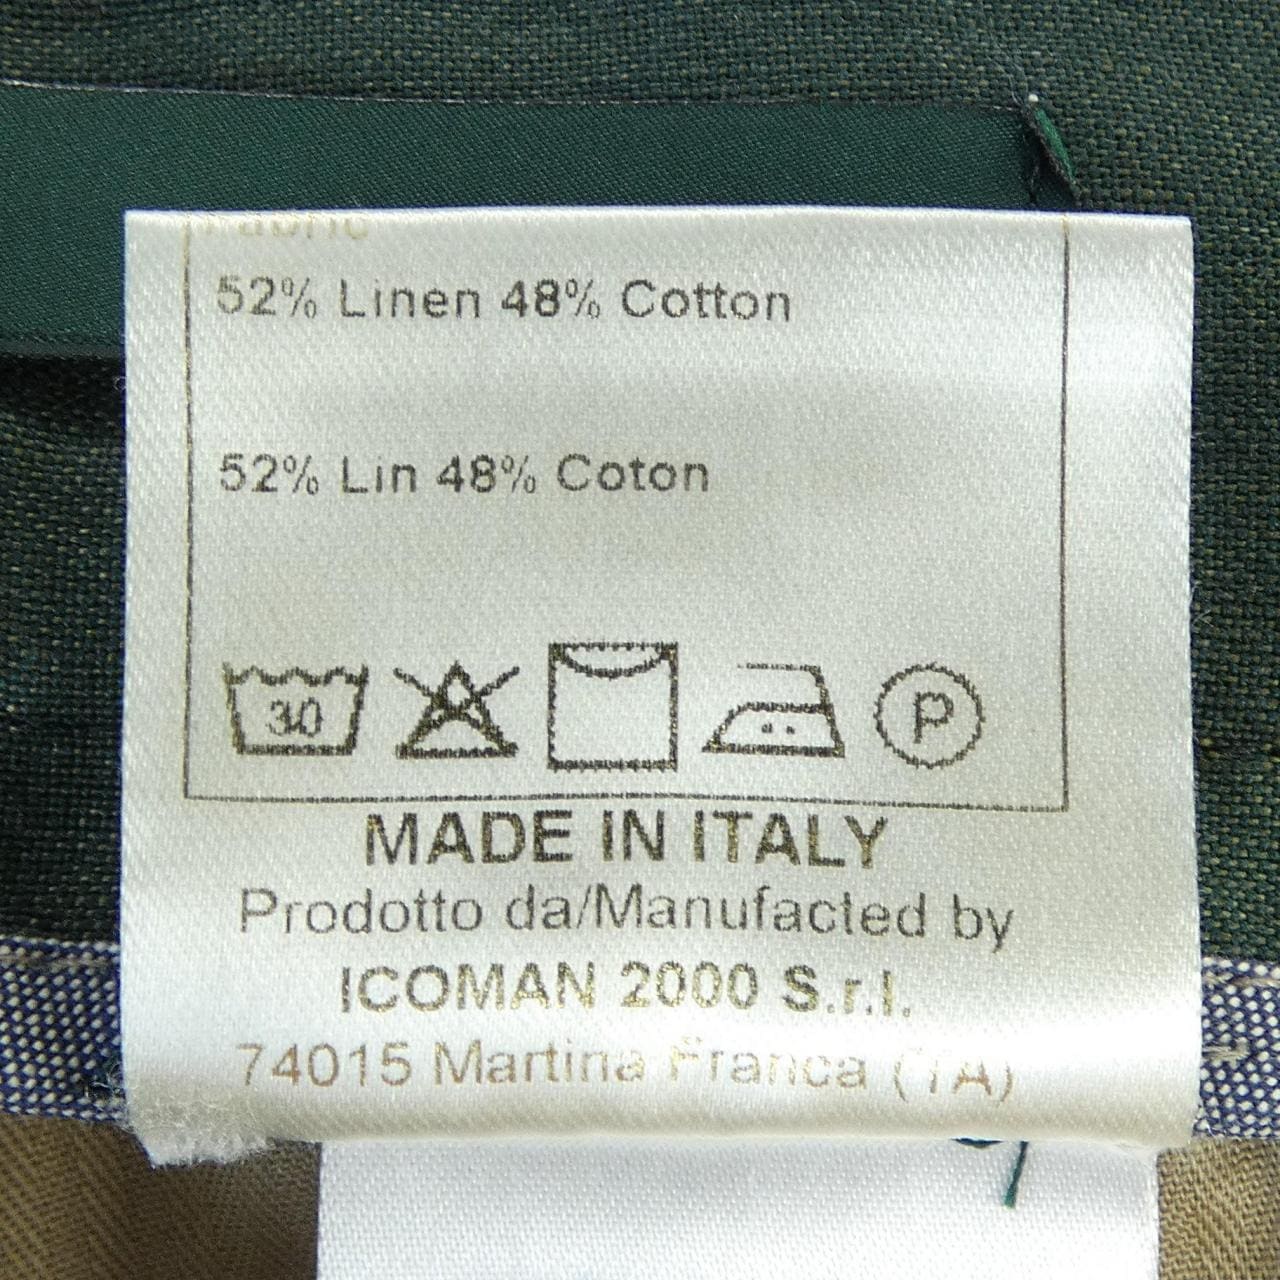 Fabric
52% Linen 48% Cotton
52% Lin 48% Coton
30
P
MADE IN ITALY
Prodotto da/Manufacted by
ICOMAN 2000 S.r.l.
74015 Martina Franca (TA)